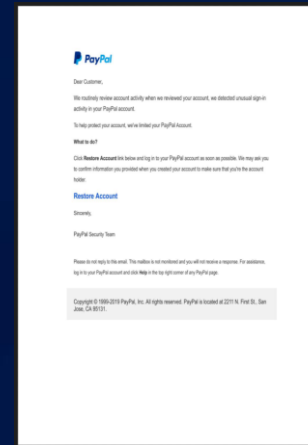 PayPal
Dear Customer,
We routinely review account activity when we reviewed your account, we detected unusual sign-in
activity in your PayPal account.
To help protect your account, we've limited your PayPal Account.
What to do?
Click Restore Account link below and log in to your PayPal account as soon as possible. We may ask you
to confirm information you provided when you created your account to make sure that you're the account
holder.
Restore Account
Sincerely,
PayPal Security Team
Please do not reply to this email. This mailbox is not monitored and you will not receive a response. For assistance,
log in to your PayPal account and click Help in the top right corner of any PayPal page.
Copyright © 1999-2019 PayPal, Inc. All rights reserved. PayPal is located at 2211 N. First St., San
Jose, CA 95131.